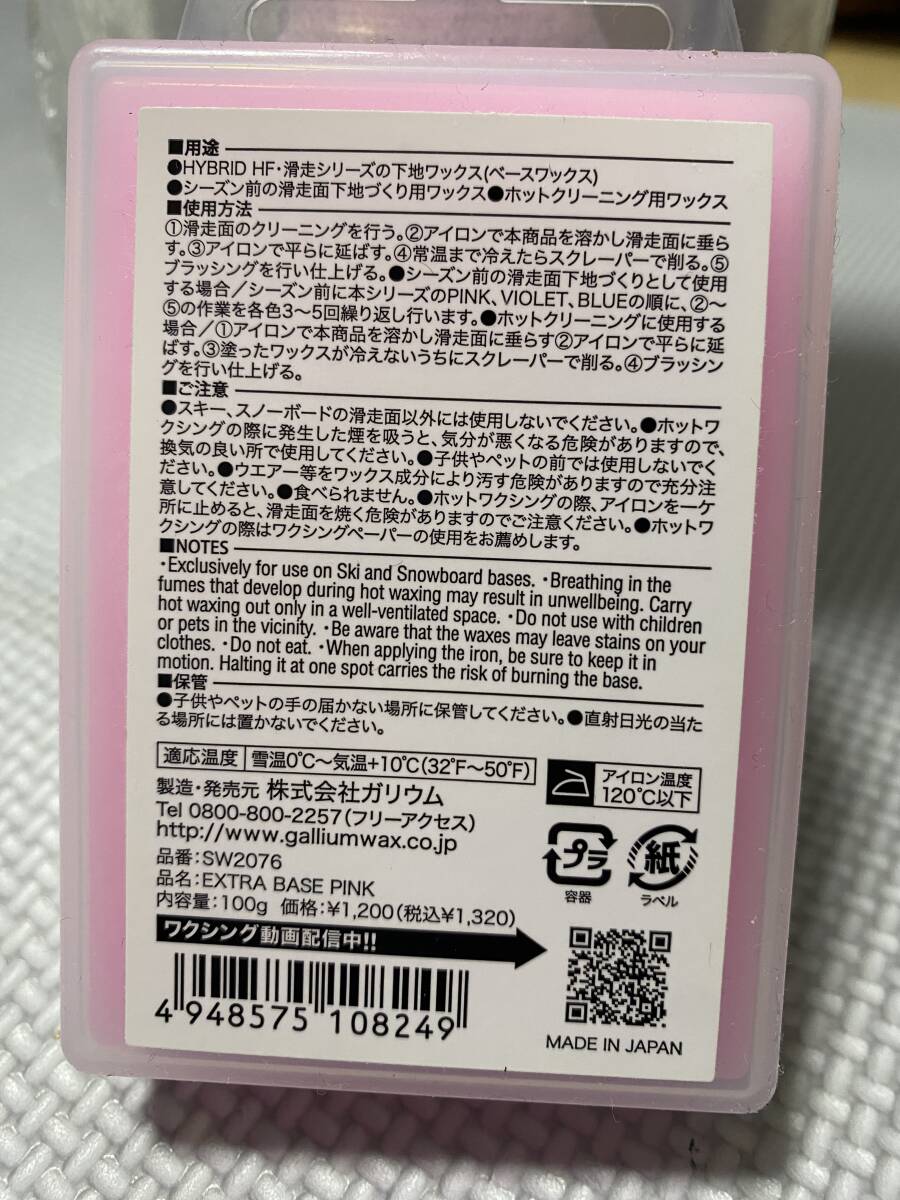 ■用途
●HYBRID HF・滑走シリーズの下地ワックス(ベースワックス)
●シーズン前の滑走面下地づくり用ワックス●ホットクリーニング用ワックス
■使用方法
①滑走面のクリーニングを行う。②アイロンで本商品を溶かし滑走面に垂ら
す。③アイロンで平らに延ばす。④常温まで冷えたらスクレーパーで削る。⑤
ブラッシングを行い仕上げる。●シーズン前の滑走面下地づくりとして使用
する場合/シーズン前に本シリーズのPINK、VIOLET、BLUEの順に、②〜
⑤の作業を各色3〜5回繰り返し行います。●ホットクリーニングに使用する
場合/①アイロンで本商品を溶かし滑走面に垂らす②アイロンで平らに延
ばす。③塗ったワックスが冷えないうちにスクレーパーで削る。④ブラッシン
グを行い仕上げる。
■ご注意
●スキー、スノーボードの滑走面以外には使用しないでください。●ホットワ
クシングの際に発生した煙を吸うと、気分が悪くなる危険がありますので、
換気の良い所で使用してください。●子供やペットの前では使用しないでく
ださい。●ウエアー等をワックス成分により汚す危険がありますので充分注
意してください。●食べられません。●ホットワクシングの際、アイロンを一ケ
所に止めると、滑走面を焼く危険がありますのでご注意ください。●ホットワ
クシングの際はワクシングペーパーの使用をお薦めします。
■NOTES
・Exclusively for use on Ski and Snowboard bases. ・Breathing in the
fumes that develop during hot waxing may result in unwellbeing. Carry
hot waxing out only in a well-ventilated space. ・Do not use with children
or pets in the vicinity. ・Be aware that the waxes may leave stains on your
clothes. ・Do not eat. ・When applying the iron, be sure to keep it in
motion. Halting it at one spot carries the risk of burning the base.
■保管
●子供やペットの手の届かない場所に保管してください。●直射日光の当た
る場所には置かないでください。
適応温度 雪温0℃〜気温+10℃(32℉〜50℉)
アイロン温度
120℃以下
製造・発売元 株式会社ガリウム
Tel 0800-800-2257(フリーアクセス)
http://www.galliumwax.co.jp
プラ
容器
紙
ラベル
品番:SW2076
品名:EXTRA BASE PINK
内容量:100g 価格:¥1,200(税込¥1,320)
ワクシング動画配信中!!
4 948575 108249
MADE IN JAPAN